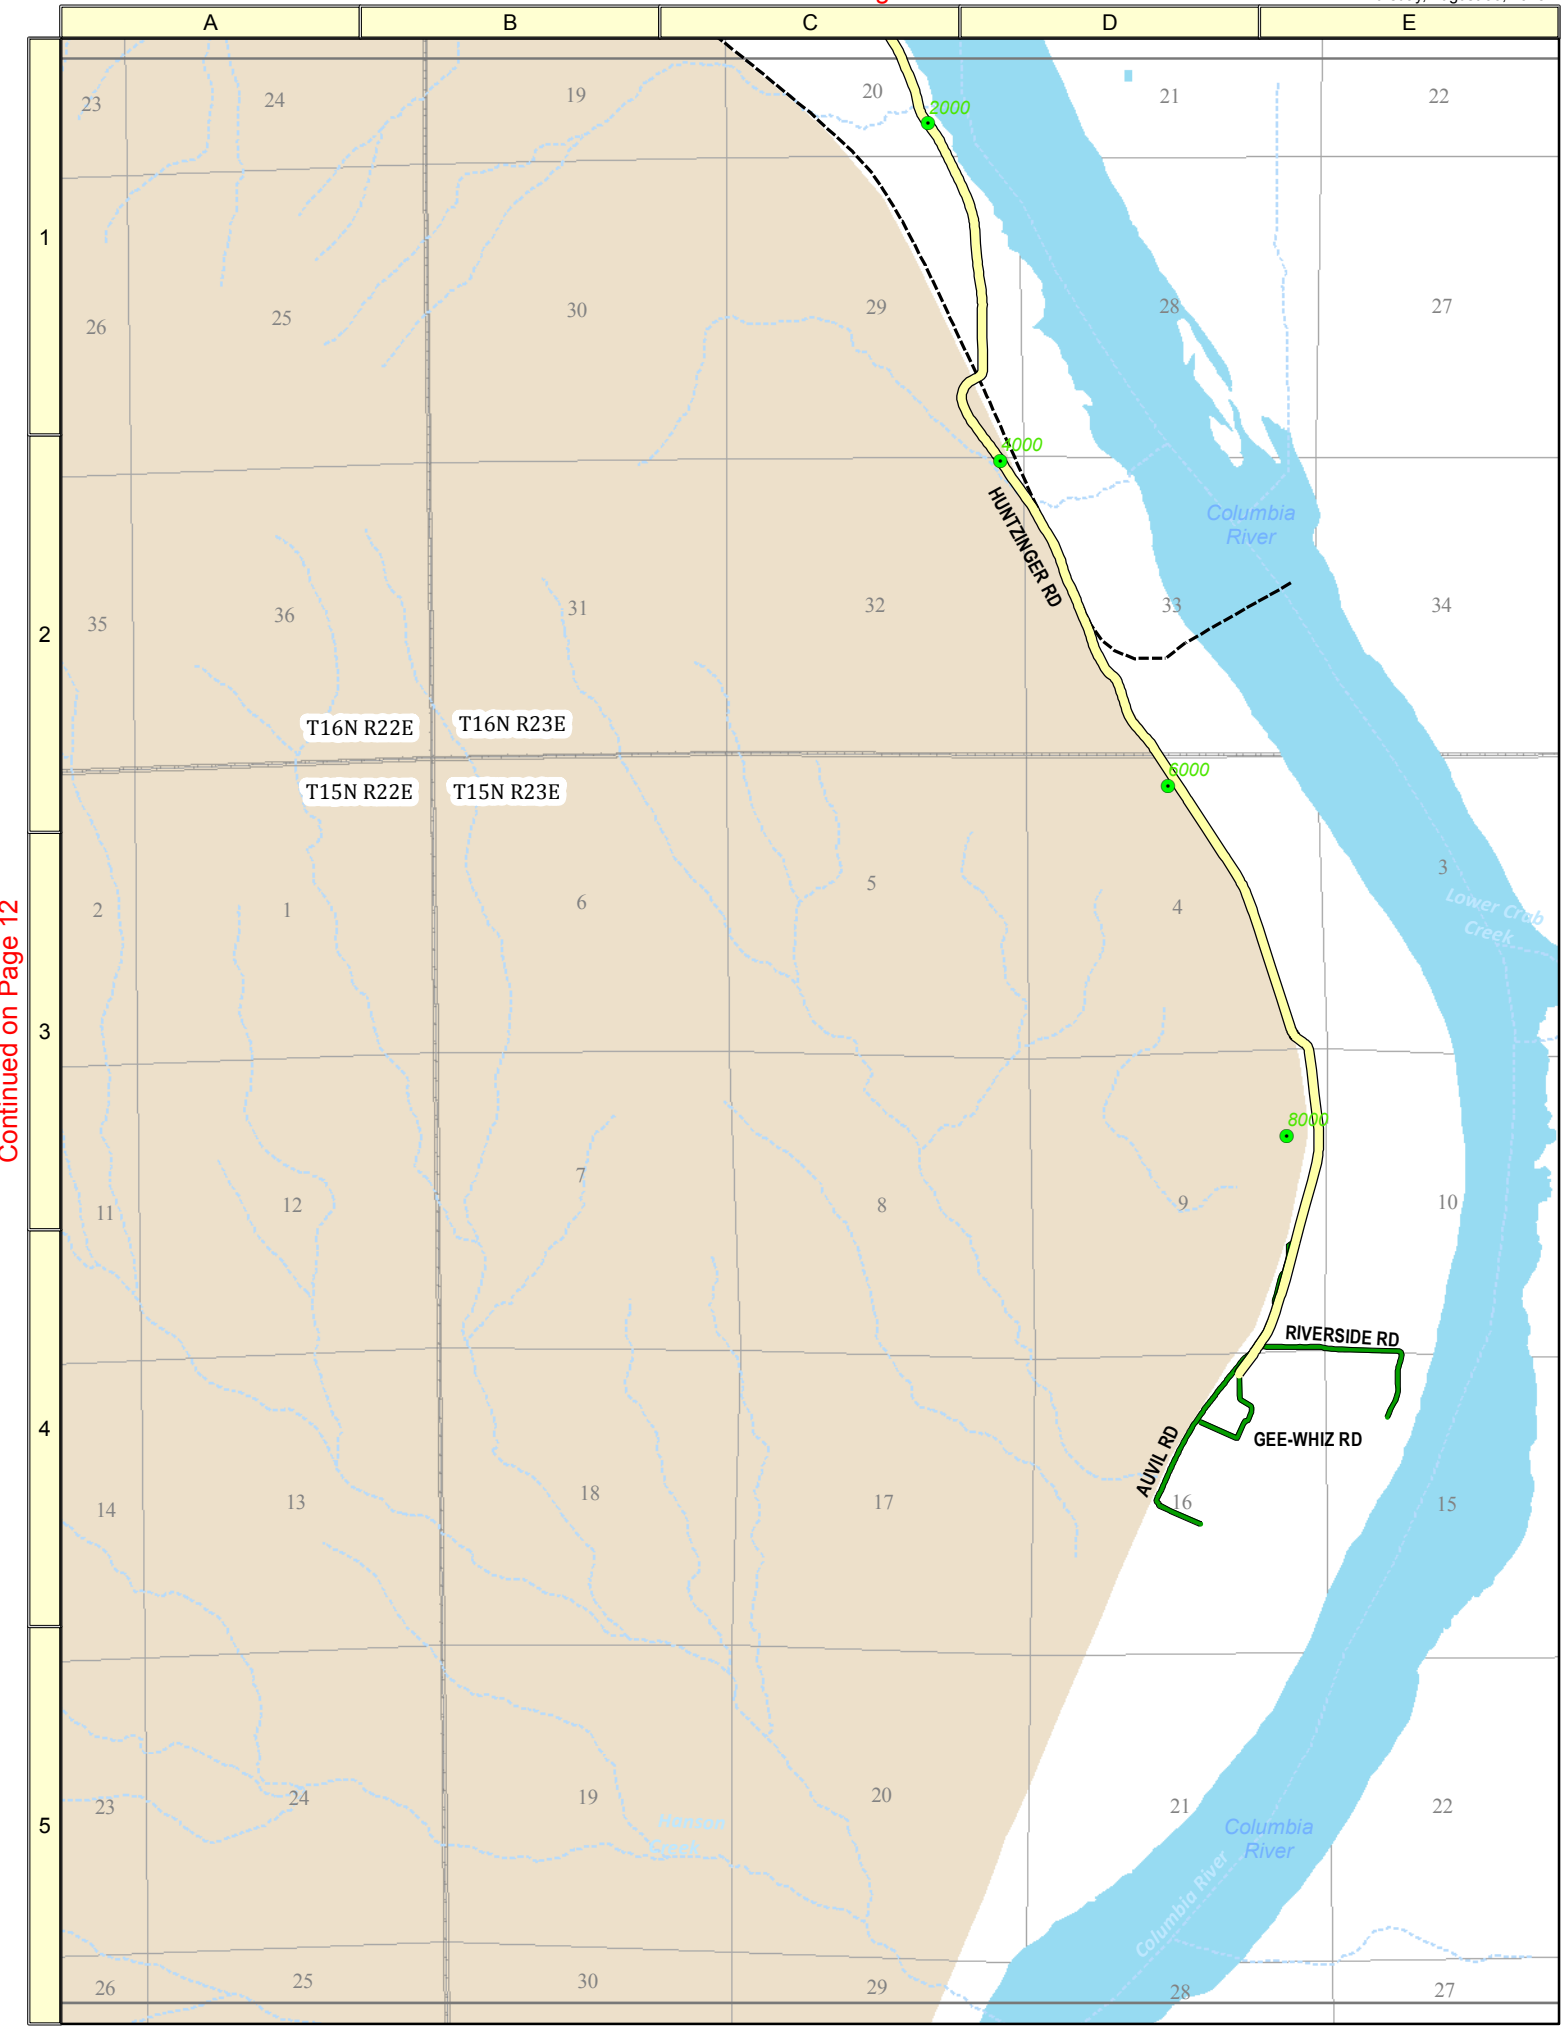 A B C D E
23 24 19 20 21 22
2000
1
26 25 30 29 28 27
4000
HUNTZINGER RD
Columbia
River
2
35 36 31 32 33 34
T16N R22E T16N R23E
T15N R22E T15N R23E
6000
2 1 6 5 4 3
Lower Crab
Creek
Continued on Page 12
3
8000
11 12 7 8 9 10
RIVERSIDE RD
4
GEE-WHIZ RD
AUVIL RD
14 13 18 17 16 15
5
23 24 19 20 21 22
Hanson
Creek
Columbia
River
Columbia River
26 25 30 29 28 27